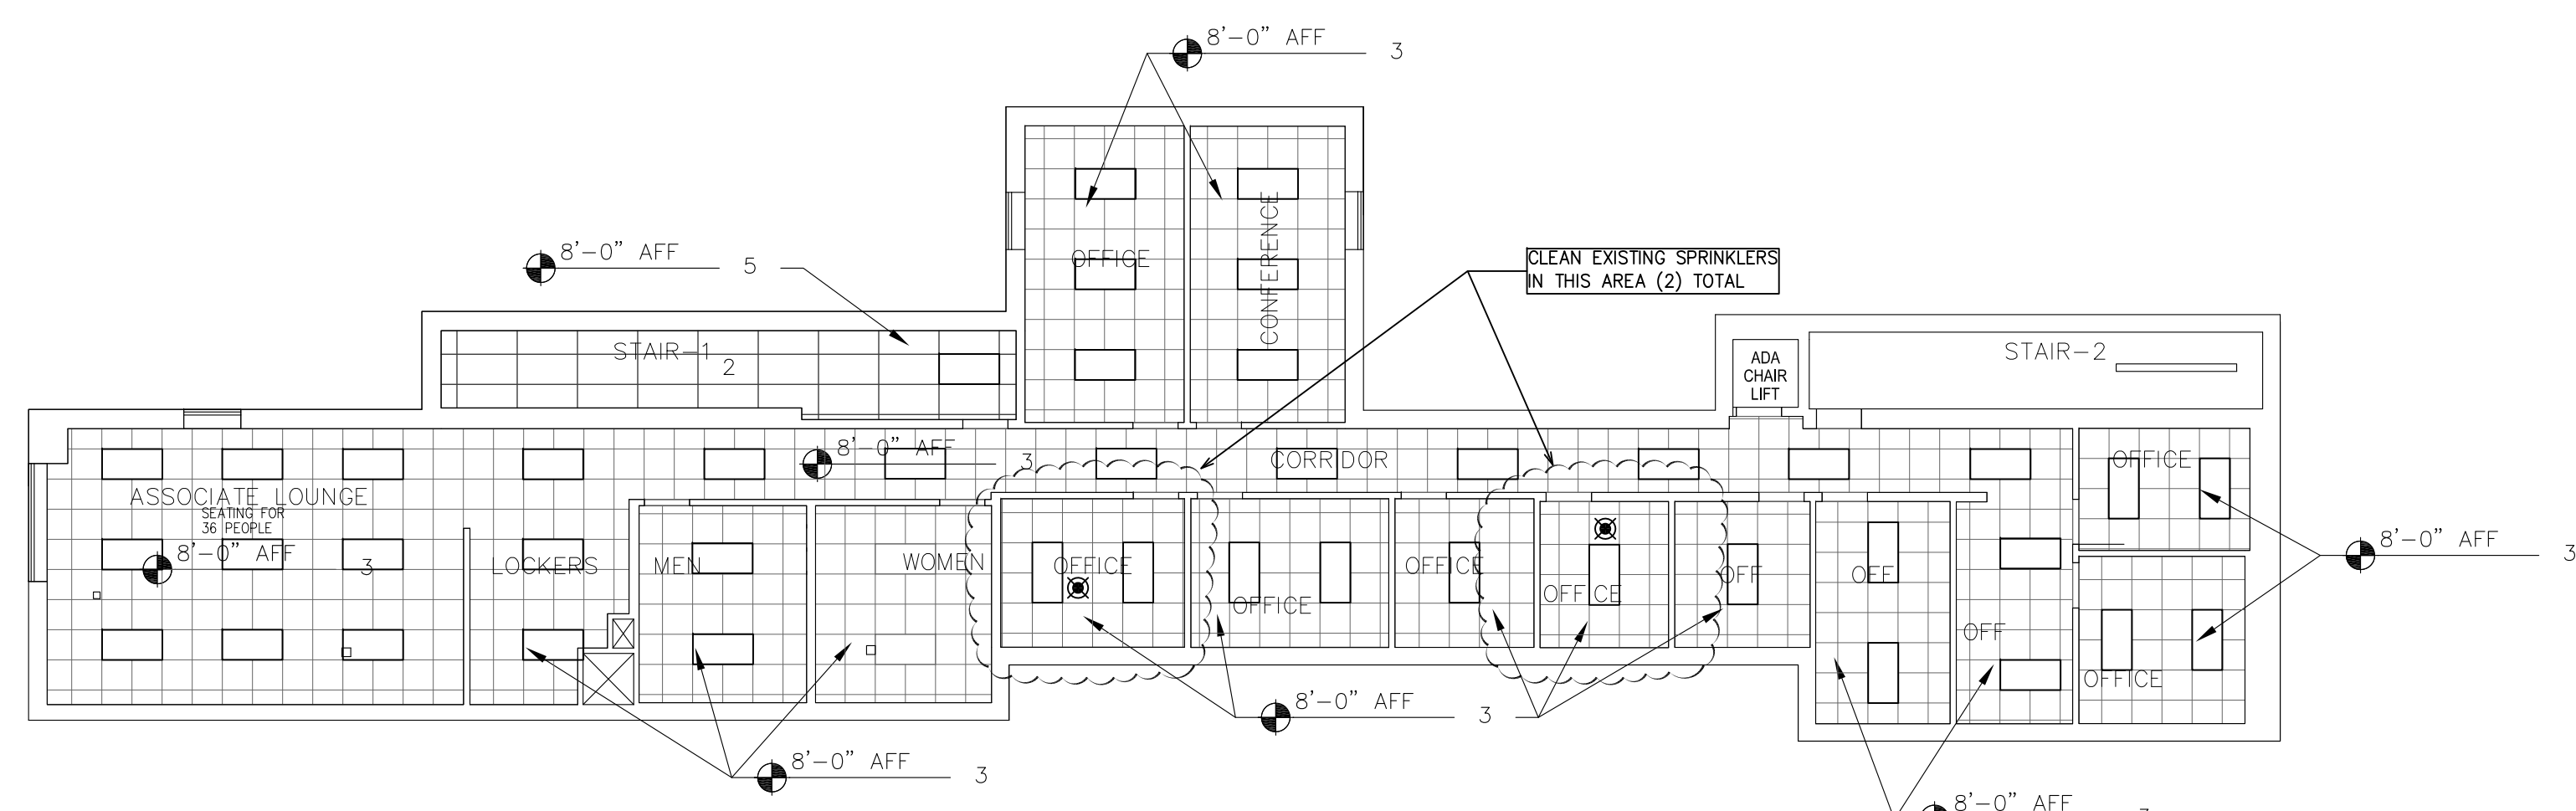 8'-0" AFF 3
8'-0" AFF 5
CLEAN EXISTING SPRINKLERS
IN THIS AREA (2) TOTAL
OFFICE
CONFERENCE
STAIR-1
2
ADA
CHAIR
LIFT
STAIR-2
8'-0" AFF 3
CORRIDOR
OFFICE
ASSOCIATE LOUNGE
SEATING FOR
36 PEOPLE
8'-0" AFF 3
LOCKERS
MEN
WOMEN
OFFICE
OFFICE
OFFICE
OFFICE
OFF
OFF
OFF
OFFICE
8'-0" AFF 3
8'-0" AFF 3
8'-0" AFF 3
8'-0" AFF